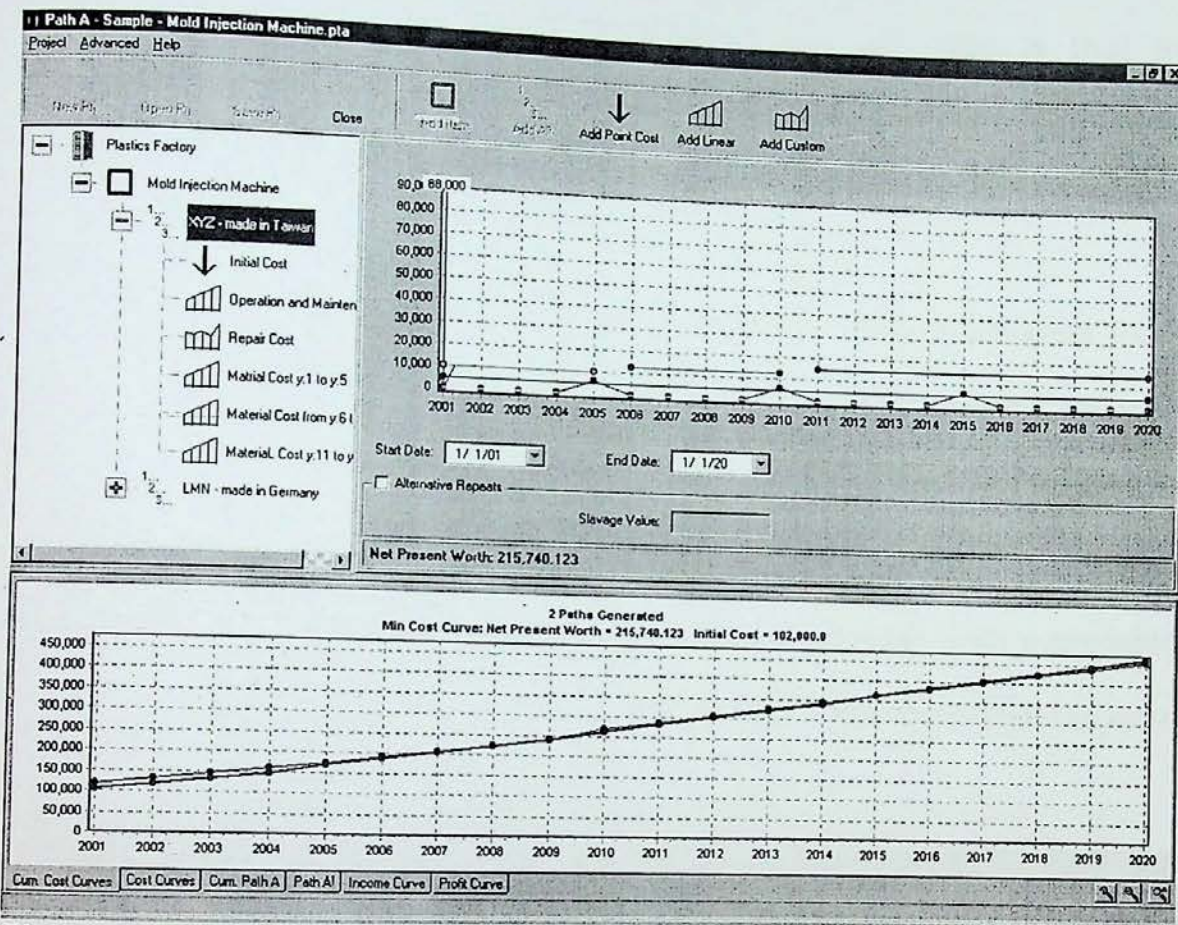 Path A - Sample - Mold Injection Machine.pta
Project Advanced Help
Close
Add Point Cost
Add Linear
Add Custom
Plastics Factory
Mold Injection Machine
XYZ - made in Taiwan
Initial Cost
Operation and Mainten
Repair Cost
Matrial Cost y.1 to y.5
Material Cost from y.6 t
Material. Cost y.11 to y
LMN - made in Germany
88,000
80,000
70,000
60,000
50,000
40,000
30,000
20,000
10,000
0
2001 2002 2003 2004 2005 2006 2007 2008 2009 2010 2011 2012 2013 2014 2015 2016 2017 2018 2019 2020
Start Date: 1/ 1/01
End Date: 1/ 1/20
Alternative Repeats
Slavage Value:
Net Present Worth: 215,740.123
2 Paths Generated
Min Cost Curve: Net Present Worth = 215,740.123 Initial Cost = 102,000.0
450,000
400,000
350,000
300,000
250,000
200,000
150,000
100,000
50,000
0
2001 2002 2003 2004 2005 2006 2007 2008 2009 2010 2011 2012 2013 2014 2015 2016 2017 2018 2019 2020
Cum. Cost Curves Cost Curves Cum. Path A Path A! Income Curve Profit Curve